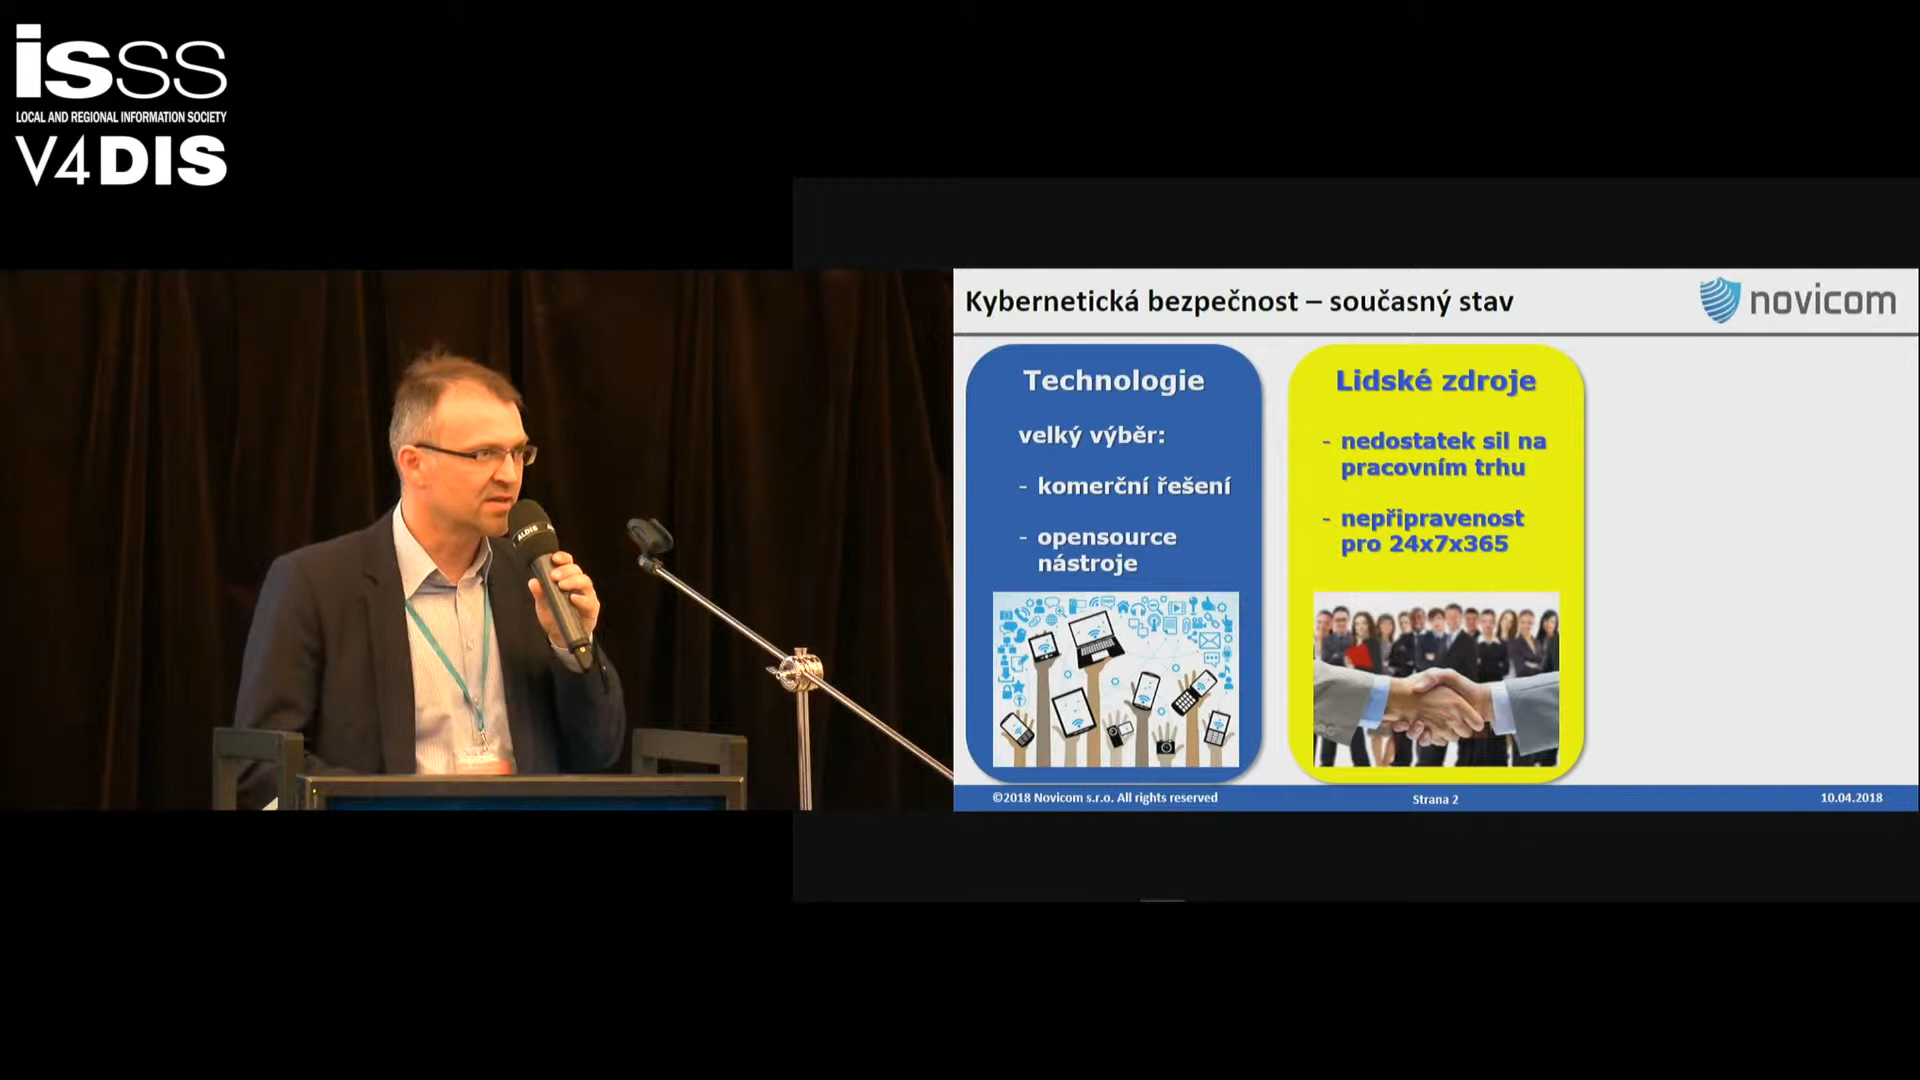 isss
LOCAL AND REGIONAL INFORMATION SOCIETY
V4DIS
ALDIS
Kybernetická bezpečnost – současný stav
novicom
Technologie
velký výběr:
- komerční řešení
- opensource
nástroje
Lidské zdroje
- nedostatek sil na
pracovním trhu
- nepřipravenost
pro 24x7x365
©2018 Novicom s.r.o. All rights reserved
Strana 2
10.04.2018